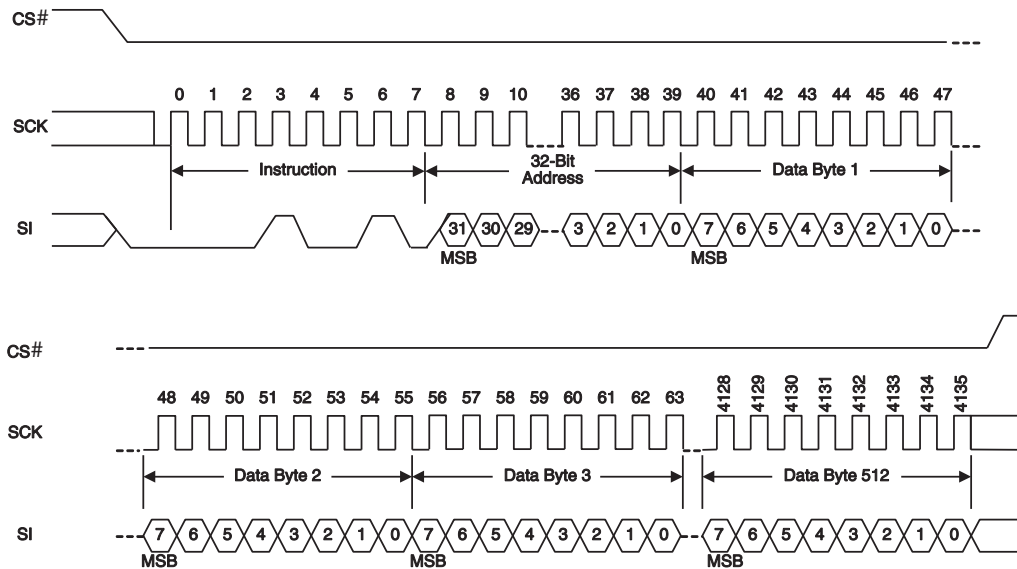 CS#
0 1 2 3 4 5 6 7 8 9 10 36 37 38 39 40 41 42 43 44 45 46 47
SCK
Instruction
32-Bit
Address
Data Byte 1
SI
31 30 29 3 2 1 0 7 6 5 4 3 2 1 0
MSB MSB
CS#
48 49 50 51 52 53 54 55 56 57 58 59 60 61 62 63 4128 4129 4130 4131 4132 4133 4134 4135
SCK
Data Byte 2 Data Byte 3 Data Byte 512
SI
7 6 5 4 3 2 1 0 7 6 5 4 3 2 1 0 7 6 5 4 3 2 1 0
MSB MSB MSB